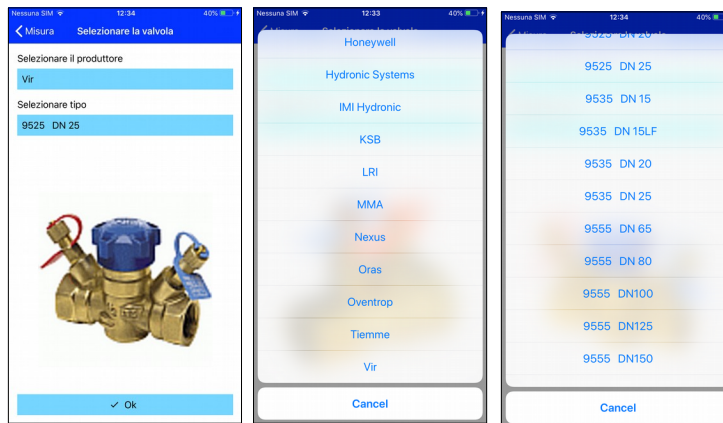 Nessuna SIM 12:34 40%
Misura Selezionare la valvola
Selezionare il produttore
Vir
Selezionare tipo
9525 DN 25
✓ Ok
Nessuna SIM 12:33 40%
Honeywell
Hydronic Systems
IMI Hydronic
KSB
LRI
MMA
Nexus
Oras
Oventrop
Tiemme
Vir
Cancel
Nessuna SIM 12:34 40%
9525 DN 20
9525 DN 25
9535 DN 15
9535 DN 15LF
9535 DN 20
9535 DN 25
9555 DN 65
9555 DN 80
9555 DN100
9555 DN125
9555 DN150
Cancel